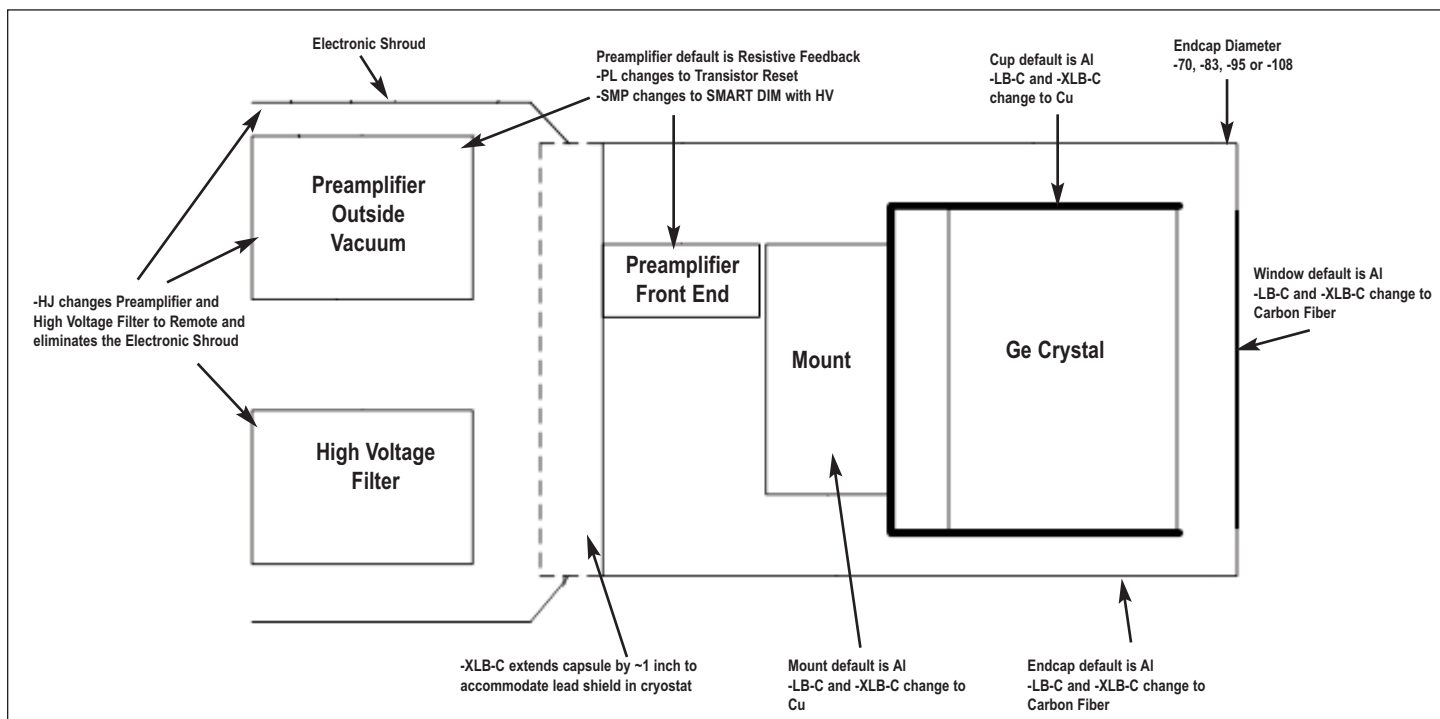 Electronic Shroud
Preamplifier default is Resistive Feedback
-PL changes to Transistor Reset
-SMP changes to SMART DIM with HV
Cup default is Al
-LB-C and -XLB-C
change to Cu
Endcap Diameter
-70, -83, -95 or -108
Preamplifier
Outside
Vacuum
Preamplifier
Front End
Mount
Ge Crystal
Window default is Al
-LB-C and -XLB-C change to
Carbon Fiber
-HJ changes Preamplifier and
High Voltage Filter to Remote and
eliminates the Electronic Shroud
High Voltage
Filter
-XLB-C extends capsule by ~1 inch to
accommodate lead shield in cryostat
Mount default is Al
-LB-C and -XLB-C change to
Cu
Endcap default is Al
-LB-C and -XLB-C change to
Carbon Fiber